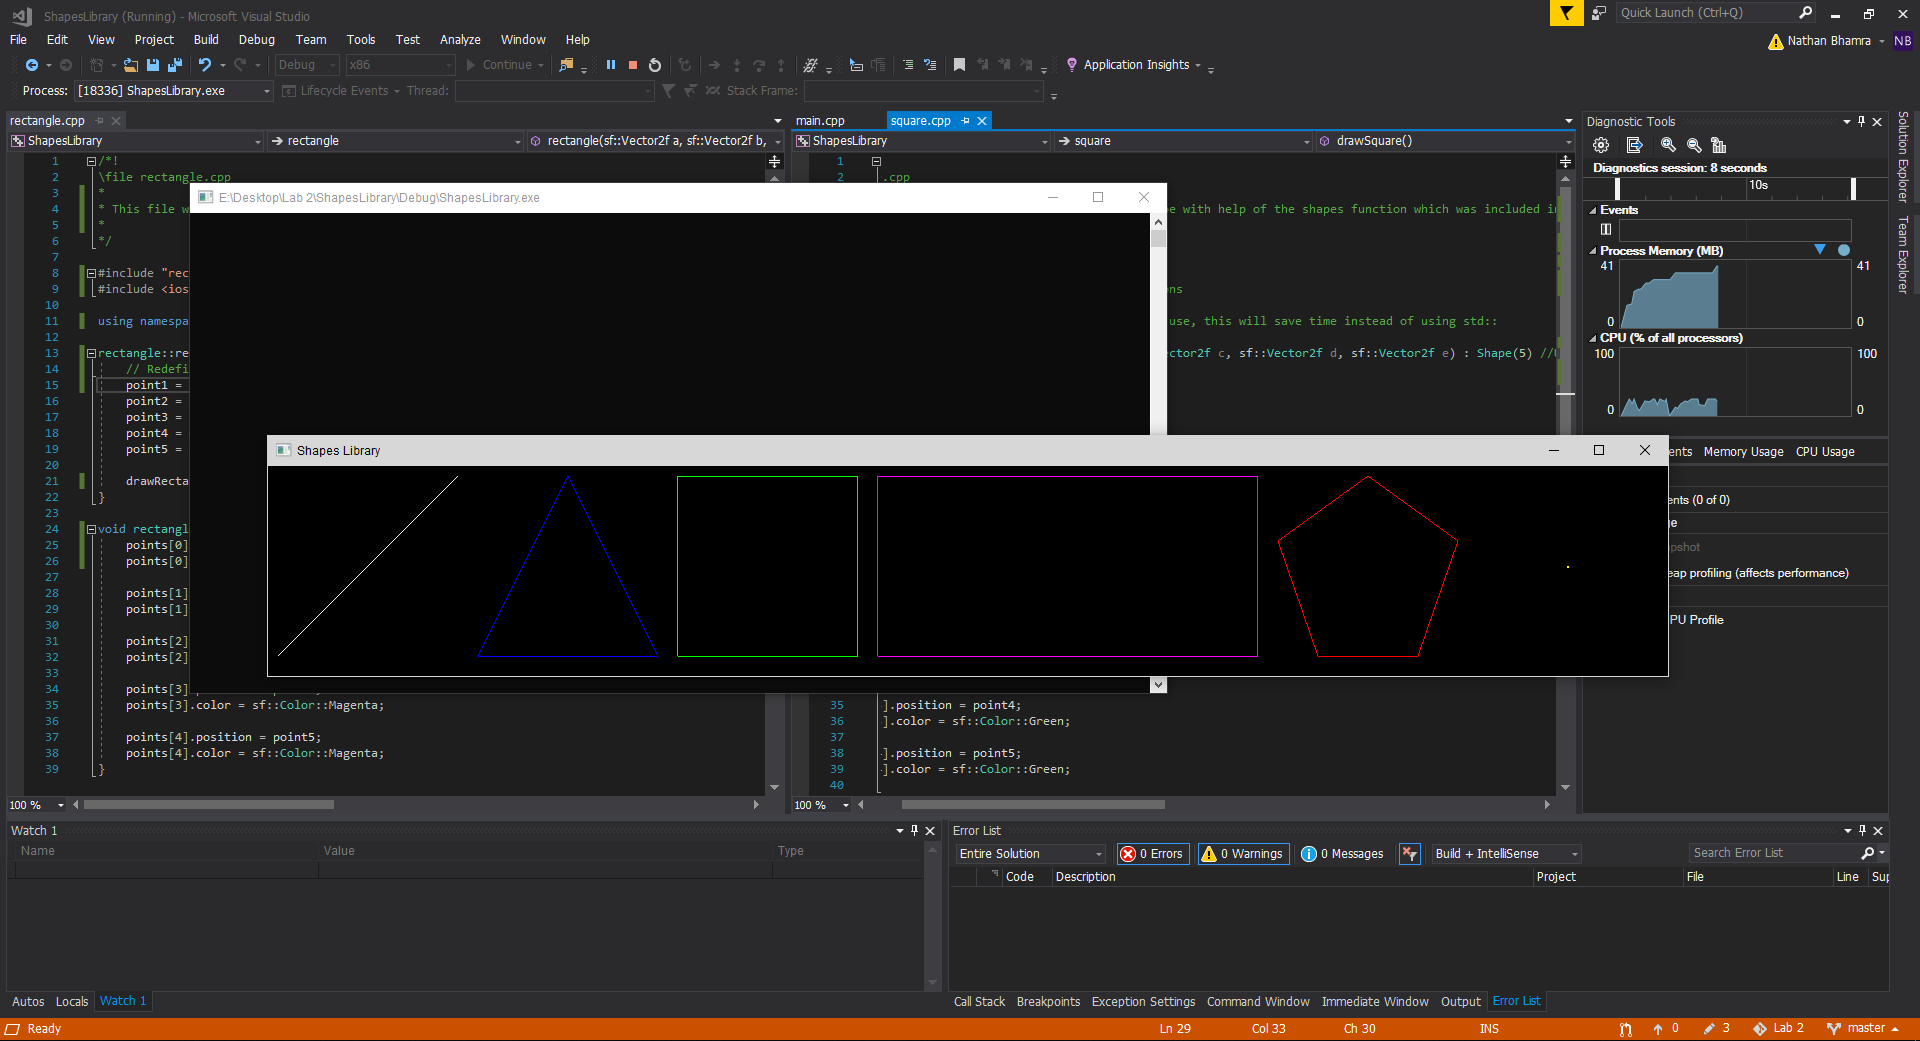 ShapesLibrary (Running) - Microsoft Visual Studio
Quick Launch (Ctrl+Q)
File Edit View Project Build Debug Team Tools Test Analyze Window Help
Nathan Bhamra NB
Debug x86 Continue Application Insights
Process: [18336] ShapesLibrary.exe Lifecycle Events Thread: Stack Frame:
rectangle.cpp
ShapesLibrary rectangle rectangle(sf::Vector2f a, sf::Vector2f b,
1 /*!
2 \file rectangle.cpp
3 *
4 * This file w
5 *
6 */
7
8 #include "rec
9 #include <ios
10
11 using namespa
12
13 rectangle::re
14 // Redefi
15 point1 =
16 point2 =
17 point3 =
18 point4 =
19 point5 =
20
21 drawRecta
22 }
23
24 void rectangl
25 points[0]
26 points[0]
27
28 points[1]
29 points[1]
30
31 points[2]
32 points[2]
33
34 points[3]
35 points[3].color = sf::Color::Magenta;
36
37 points[4].position = point5;
38 points[4].color = sf::Color::Magenta;
39 }
100 %
E:\Desktop\Lab 2\ShapesLibrary\Debug\ShapesLibrary.exe
Shapes Library
main.cpp square.cpp
ShapesLibrary square drawSquare()
1
2 .cpp
e with help of the shapes function which was included i
ons
use, this will save time instead of using std::
ector2f c, sf::Vector2f d, sf::Vector2f e) : Shape(5) //
35 ].position = point4;
36 ].color = sf::Color::Green;
37
38 ].position = point5;
39 ].color = sf::Color::Green;
40
100 %
Diagnostic Tools
Diagnostics session: 8 seconds
10s
Events
Process Memory (MB)
41 41
0 0
CPU (% of all processors)
100 100
0 0
ents Memory Usage CPU Usage
ents (0 of 0)
ge
pshot
eap profiling (affects performance)
PU Profile
Solution Explorer
Team Explorer
Watch 1
Name Value Type
Autos Locals Watch 1
Error List
Entire Solution 0 Errors 0 Warnings 0 Messages Build + IntelliSense Search Error List
Code Description Project File Line Sup
Call Stack Breakpoints Exception Settings Command Window Immediate Window Output Error List
Ready Ln 29 Col 33 Ch 30 INS 0 3 Lab 2 master